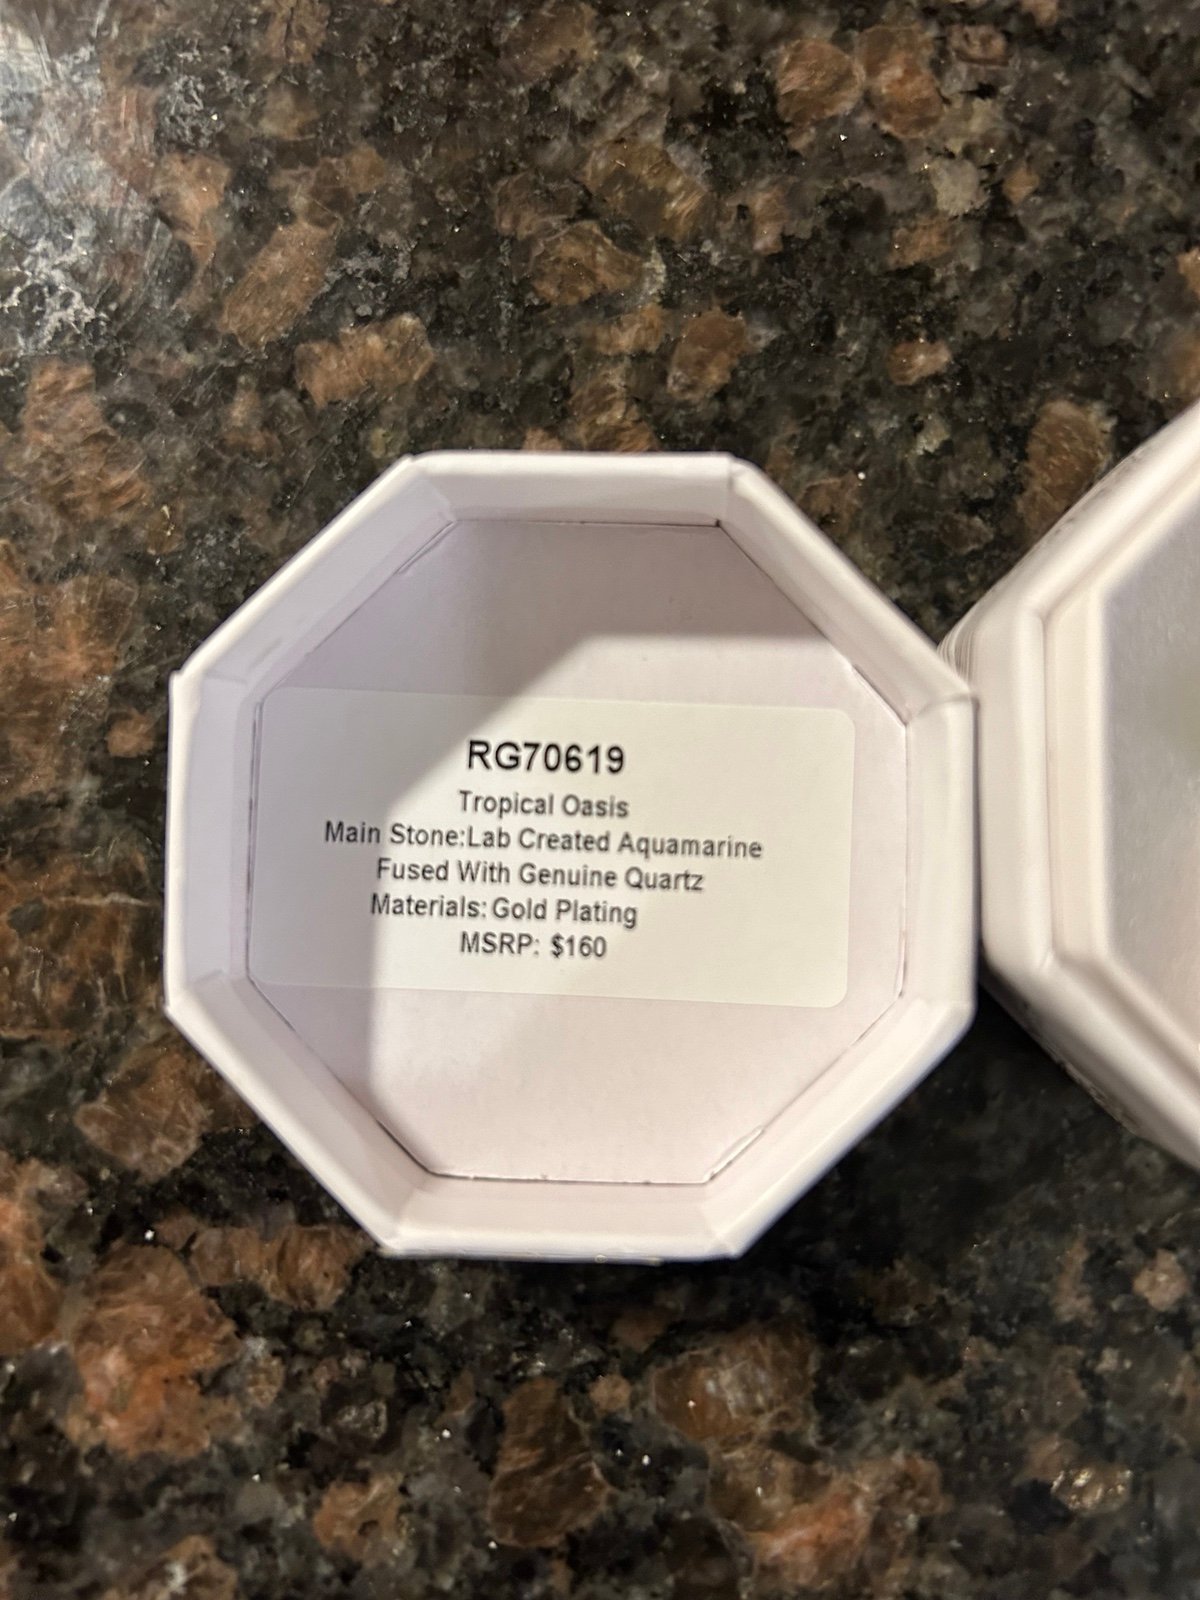 RG70619
Tropical Oasis
Main Stone:Lab Created Aquamarine
Fused With Genuine Quartz
Materials: Gold Plating
MSRP: $160